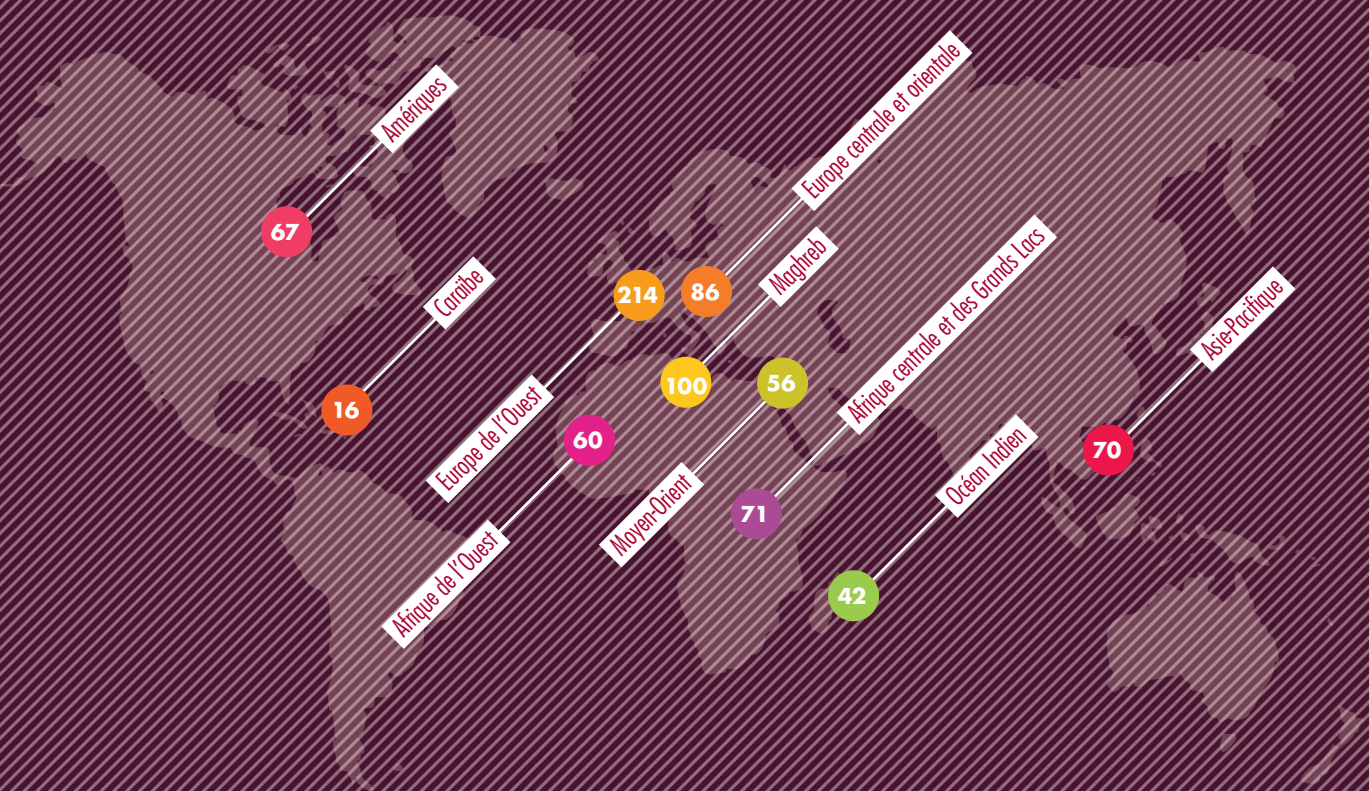 Amériques
67
Caraïbe
16
Europe centrale et orientale
86
Europe de l'Ouest
214
Maghreb
100
Moyen-Orient
56
Afrique de l'Ouest
60
Afrique centrale et des Grands Lacs
71
Océan Indien
42
Asie-Pacifique
70